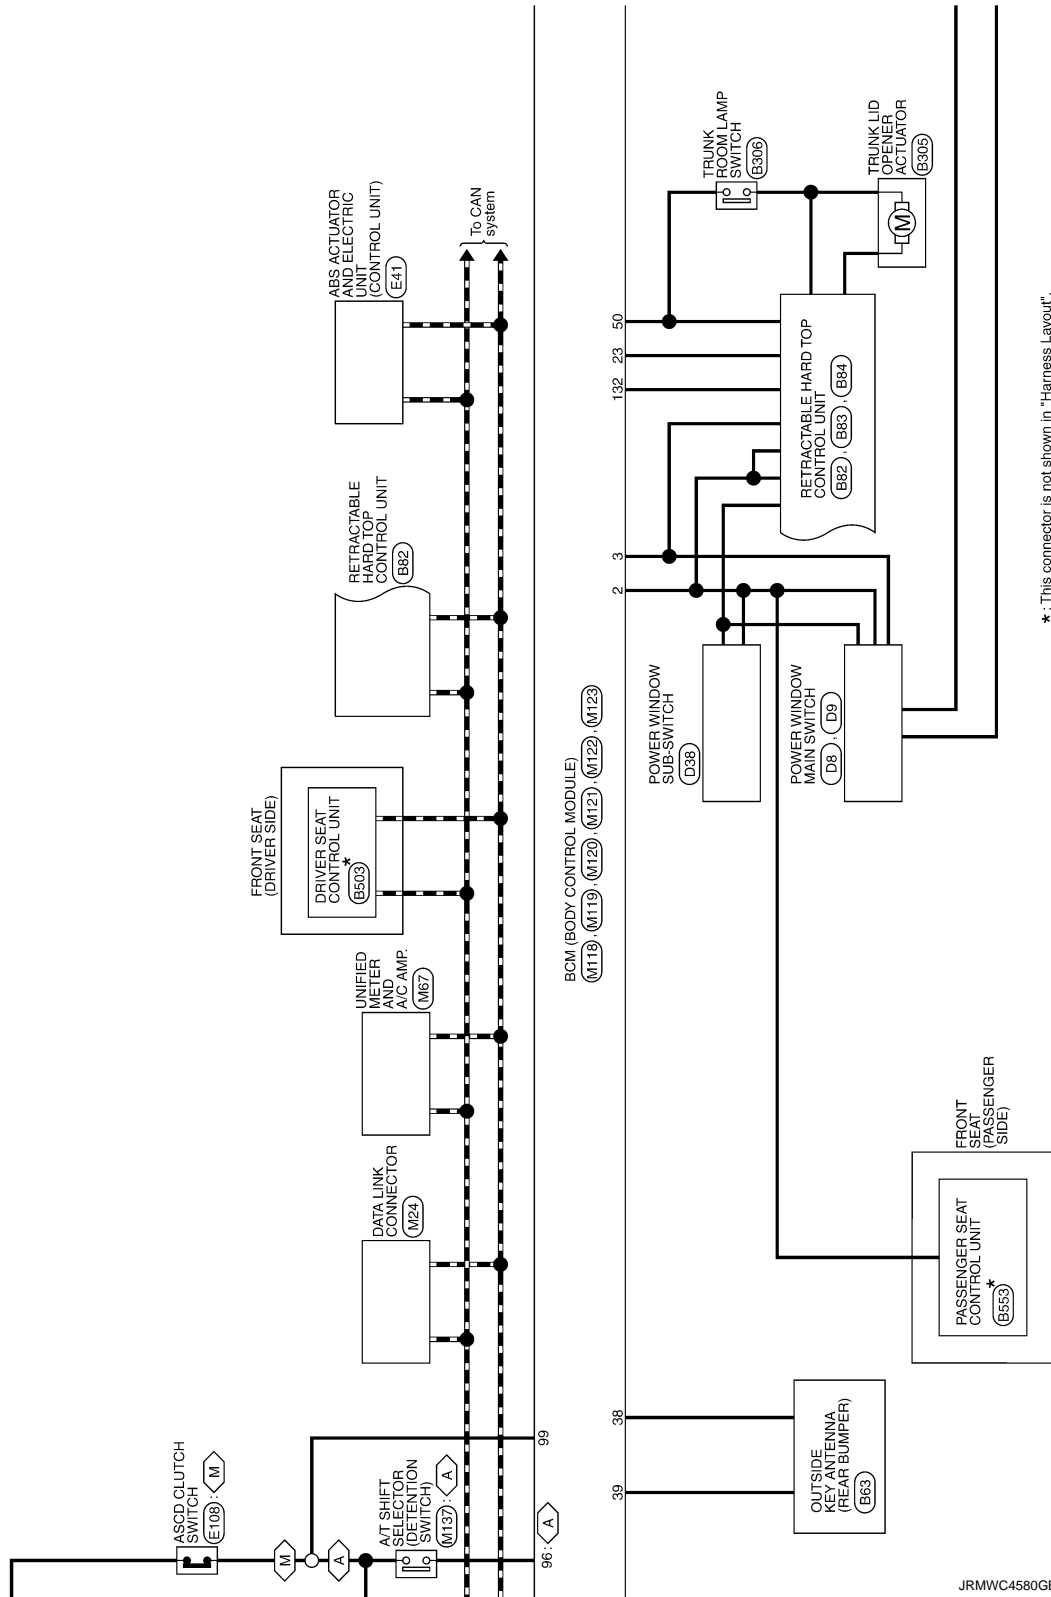 ASCD CLUTCH
SWITCH
E108 : M
M
A
A/T SHIFT
SELECTOR
(DETENTION
SWITCH)
M137 : A
96 : A
99
DATA LINK
CONNECTOR
M24
UNIFIED
METER
AND
A/C AMP.
M67
FRONT SEAT
(DRIVER SIDE)
DRIVER SEAT
CONTROL UNIT
*
B503
RETRACTABLE
HARD TOP
CONTROL UNIT
B82
ABS ACTUATOR
AND ELECTRIC
UNIT
(CONTROL UNIT)
E41
To CAN
system
BCM (BODY CONTROL MODULE)
M118 , M119 , M120 , M121 , M122 , M123
39
38
2
3
132
23
50
OUTSIDE
KEY ANTENNA
(REAR BUMPER)
B63
FRONT
SEAT
(PASSENGER
SIDE)
PASSENGER SEAT
CONTROL UNIT
*
B553
POWER WINDOW
SUB-SWITCH
D38
POWER WINDOW
MAIN SWITCH
D8 , D9
RETRACTABLE HARD TOP
CONTROL UNIT
B82 , B83 , B84
TRUNK
ROOM LAMP
SWITCH
B306
TRUNK LID
OPENER
ACTUATOR
B305
M
* : This connector is not shown in "Harness Layout".
JRMWC4580GE